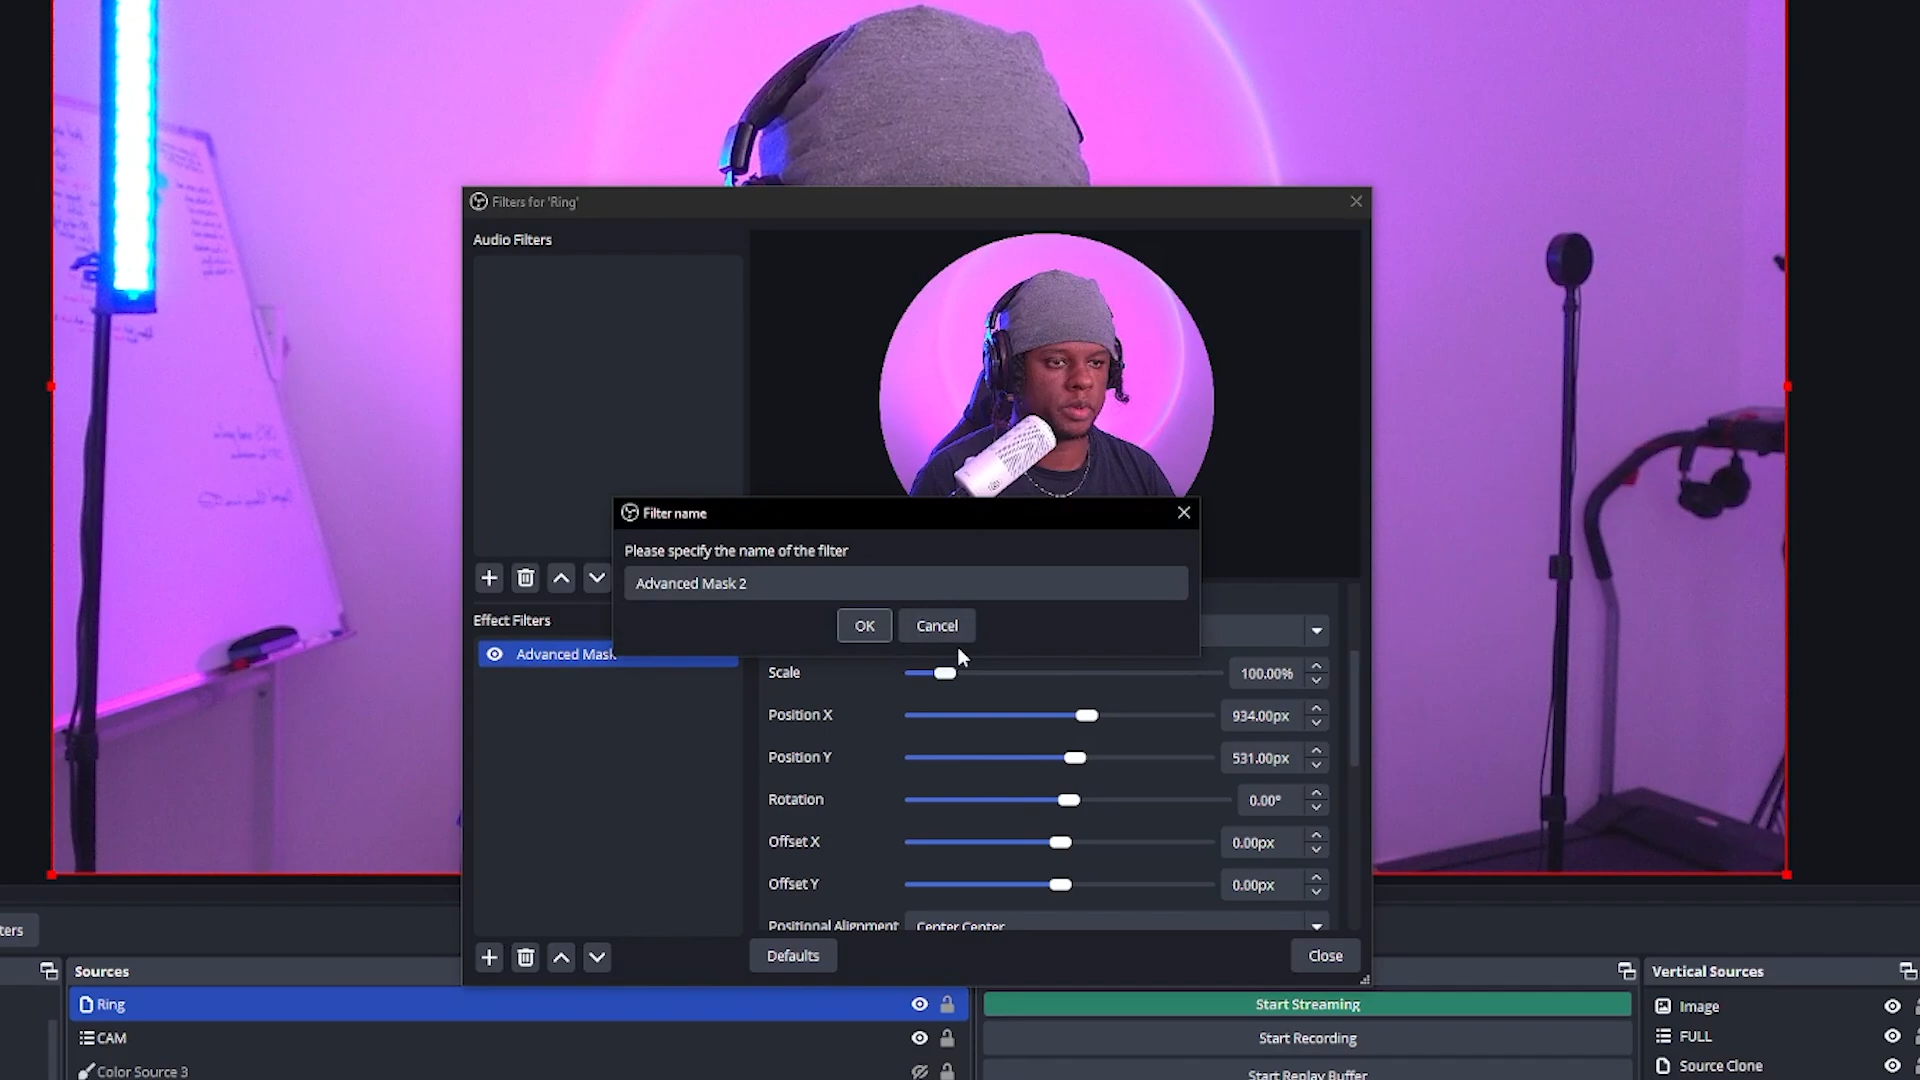 Filters for 'Ring'
Audio Filters
Filter name
Please specify the name of the filter
Advanced Mask 2
OK
Cancel
Effect Filters
Advanced Mask
Scale
100.00%
Position X
934.00px
Position Y
531.00px
Rotation
0.00°
Offset X
0.00px
Offset Y
0.00px
Positional Alignment
Center Center
Defaults
Close
ters
Sources
Ring
CAM
Color Source 3
Start Streaming
Start Recording
Start Replay Buffer
Vertical Sources
Image
FULL
Source Clone